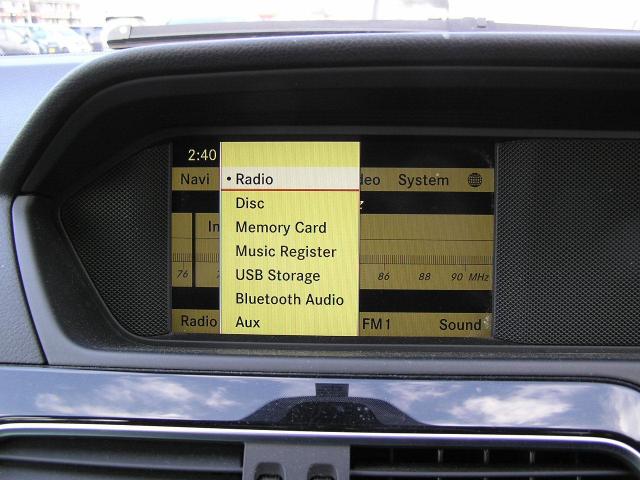 2:40
Navi deo System
• Radio
Disc
Memory Card
In
Music Register
76 86 88 90 MHz
USB Storage
Bluetooth Audio
Radio Aux FM1 Sound